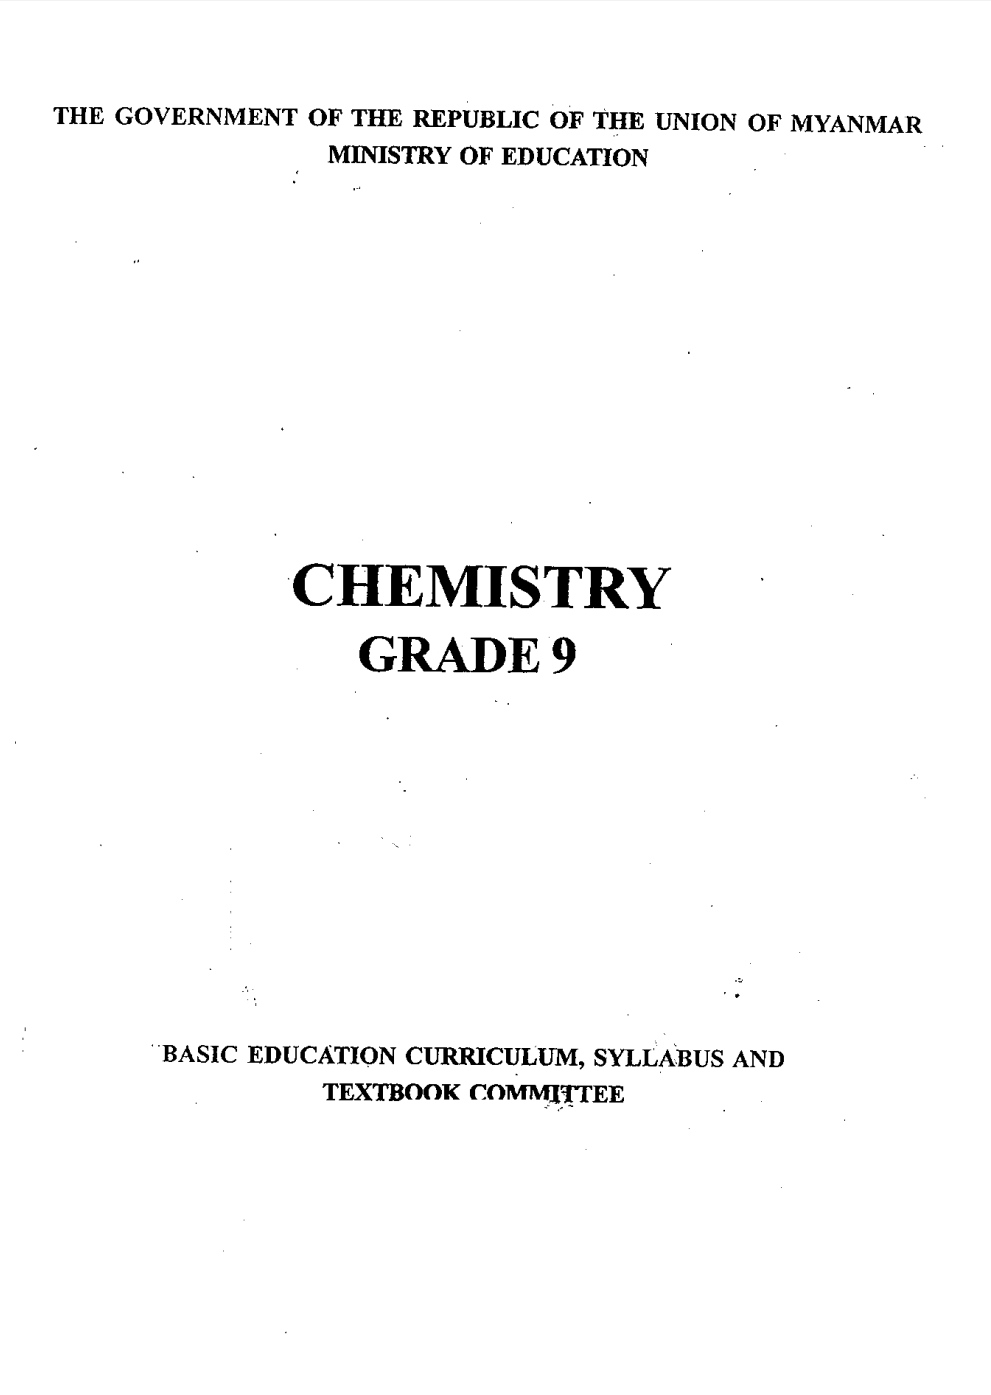 THE GOVERNMENT OF THE REPUBLIC OF THE UNION OF MYANMAR
MINISTRY OF EDUCATION
CHEMISTRY
GRADE 9
BASIC EDUCATION CURRICULUM, SYLLABUS AND
TEXTBOOK COMMITTEE